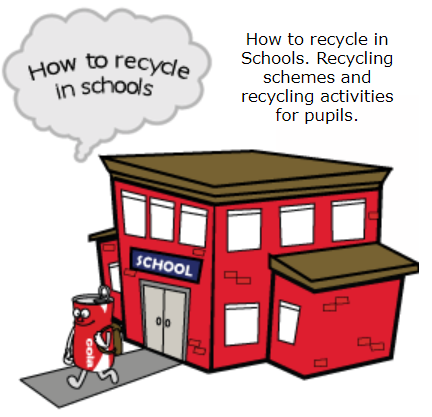 How to recycle
in schools
How to recycle in
Schools. Recycling
schemes and
recycling activities
for pupils.
SCHOOL
cola